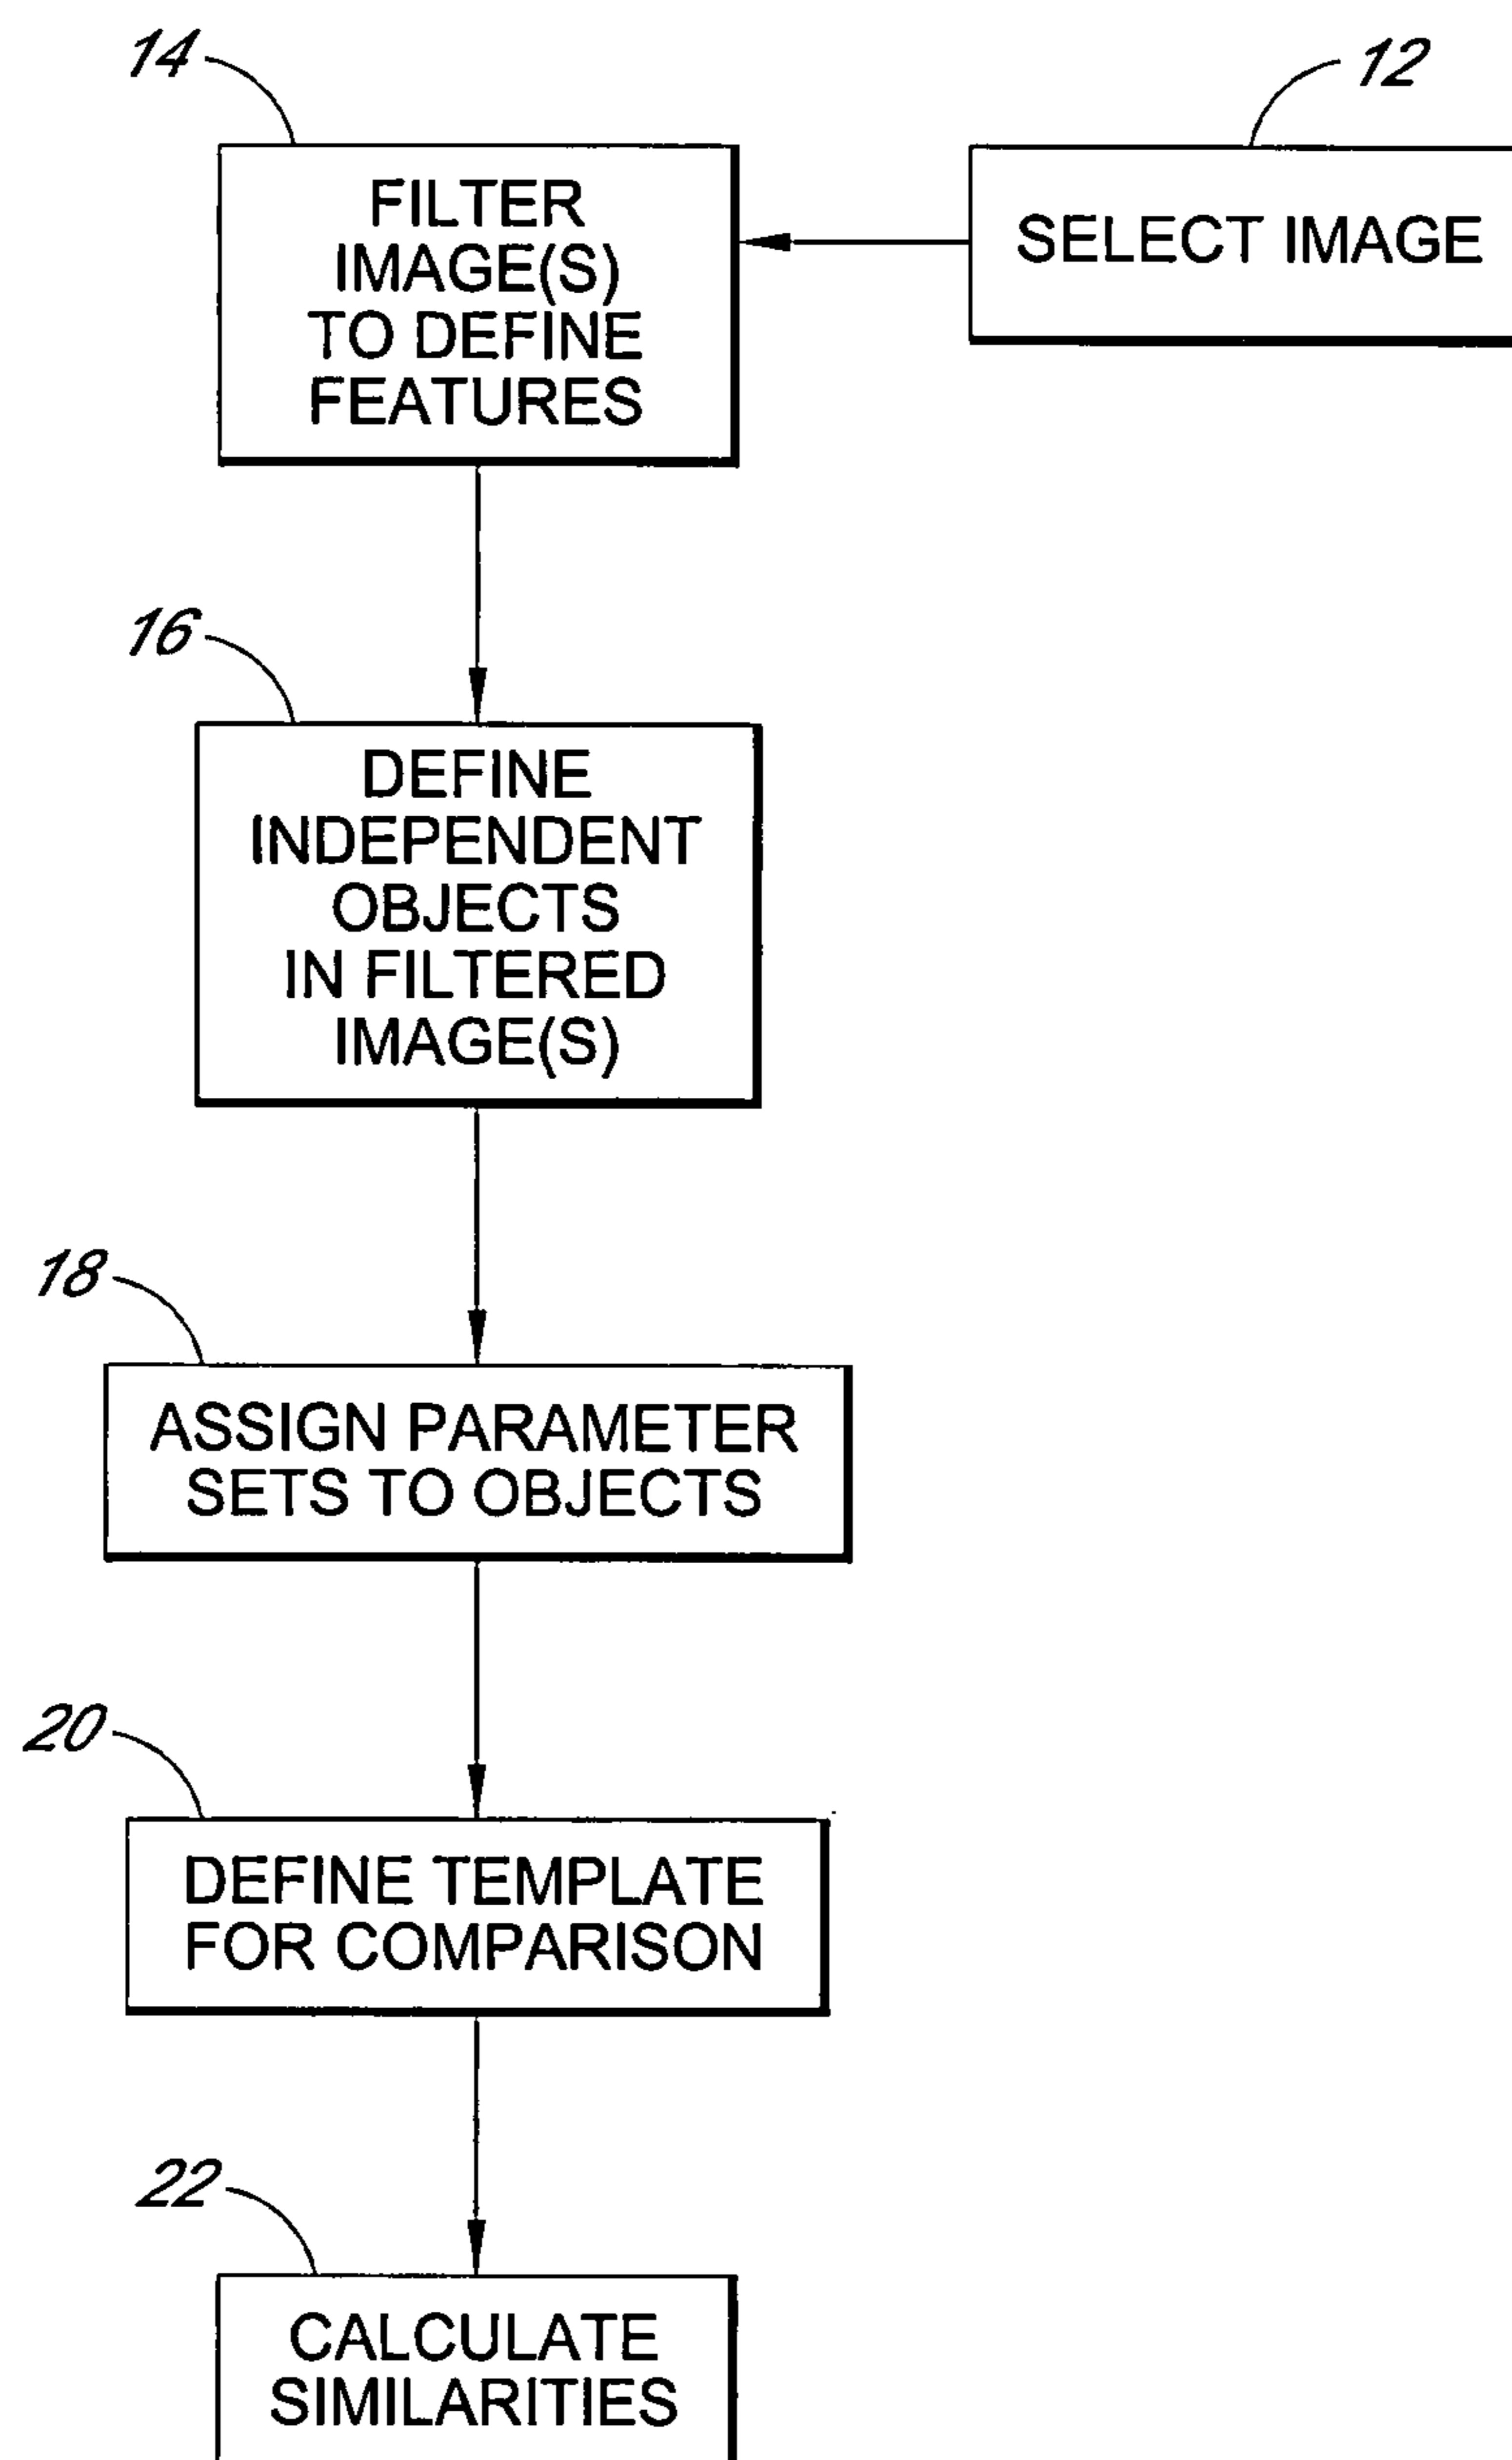 14
12
FILTER
IMAGE(S)
TO DEFINE
FEATURES
SELECT IMAGE
16
DEFINE
INDEPENDENT
OBJECTS
IN FILTERED
IMAGE(S)
18
ASSIGN PARAMETER
SETS TO OBJECTS
20
DEFINE TEMPLATE
FOR COMPARISON
22
CALCULATE
SIMILARITIES